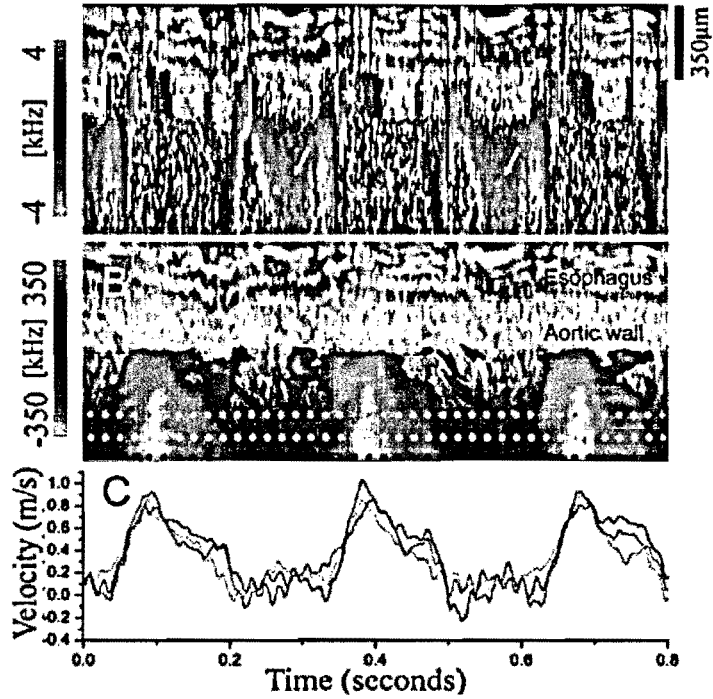 A
4
[kHz]
-4
350µm
B
350
[kHz]
-350
Esophagus
Aortic wall
C
Velocity (m/s)
1.0
0.8
0.6
0.4
0.2
0.0
-0.2
-0.4
0.0 0.2 0.4 0.6 0.8
Time (seconds)